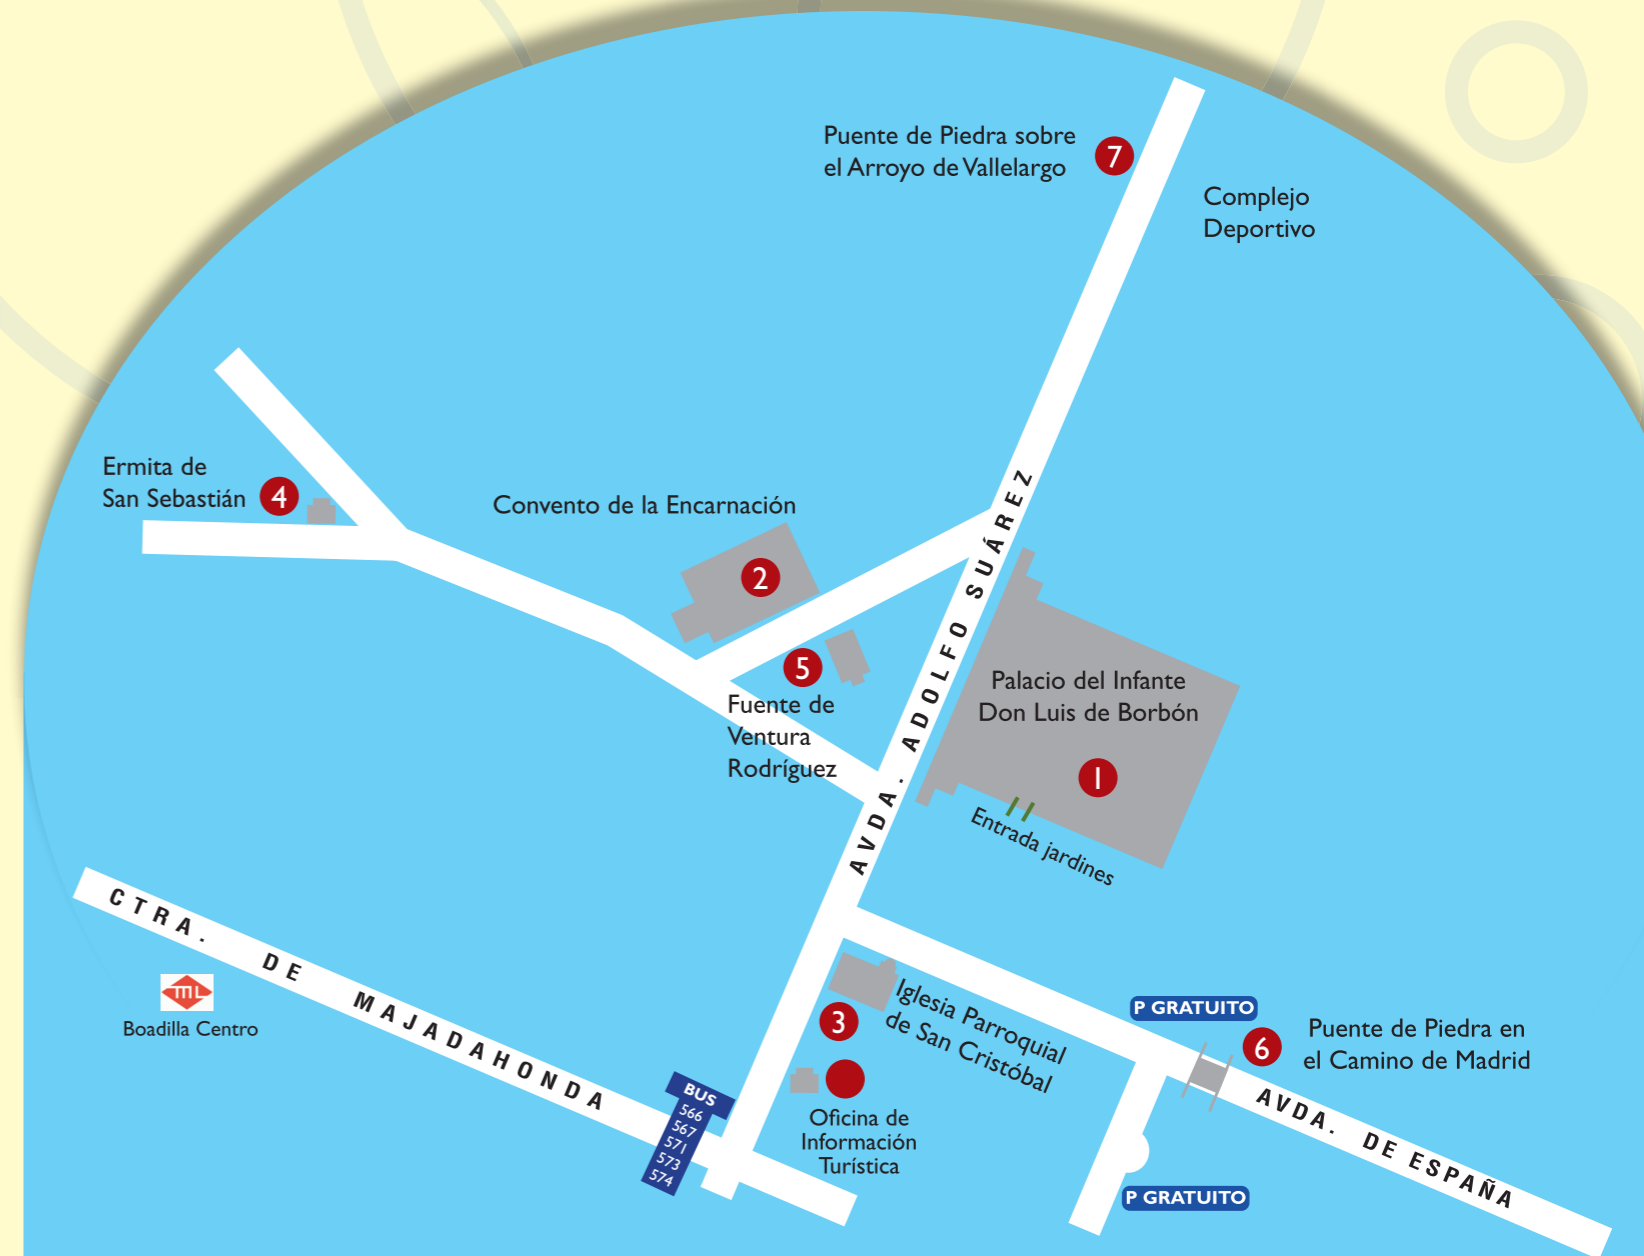 Puente de Piedra sobre
el Arroyo de Vallelargo
7
Complejo
Deportivo
Ermita de
San Sebastián
4
Convento de la Encarnación
2
5
Fuente de
Ventura
Rodríguez
AVDA. ADOLFO SUÁREZ
Palacio del Infante
Don Luis de Borbón
1
Entrada jardines
CTRA. DE MAJADAHONDA
ML
Boadilla Centro
BUS
566
567
571
573
574
3
Iglesia Parroquial
de San Cristóbal
Oficina de
Información
Turística
P GRATUITO
6
Puente de Piedra en
el Camino de Madrid
AVDA. DE ESPAÑA
P GRATUITO